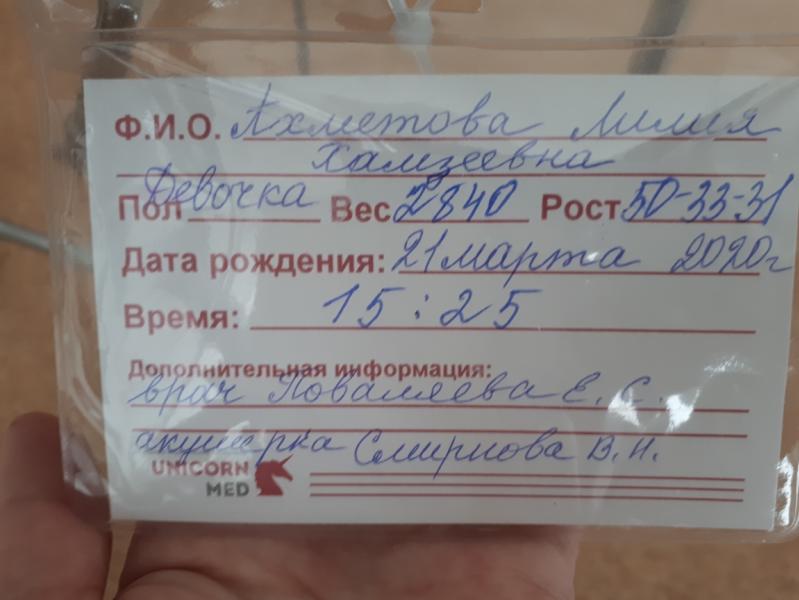 Ф.И.О. Ахметова Лилия
Хамзеевна
Пол Девочка Вес 2840 Рост 50-33-31
Дата рождения: 21 марта 2020г
Время: 15:25
Дополнительная информация:
врач Поваляева Е. С.
акушерка Смирнова В.Н.
UNICORN
MED